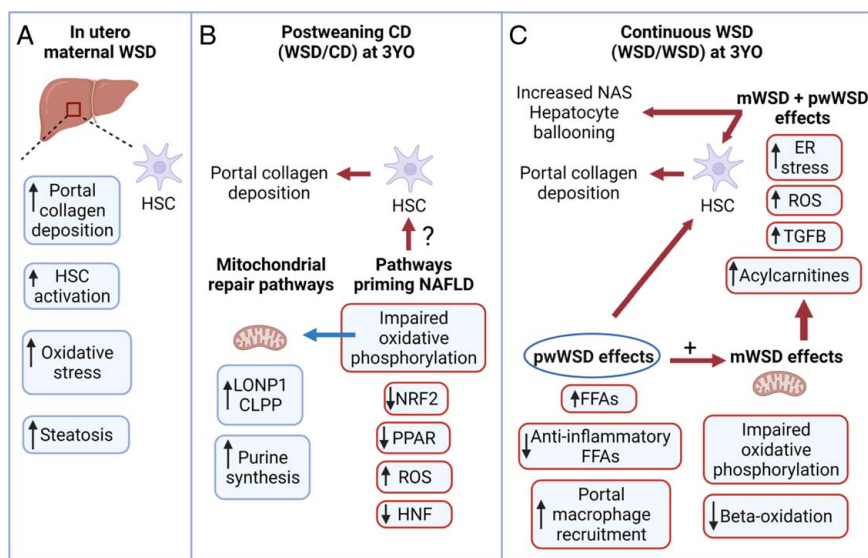 A
In utero
maternal WSD
HSC
Portal
collagen
deposition
HSC
activation
Oxidative
stress
Steatosis
B
Postweaning CD
(WSD/CD) at 3YO
Portal collagen
deposition
HSC
?
Mitochondrial
repair pathways
Pathways
priming NAFLD
Impaired
oxidative
phosphorylation
LONP1
CLPP
Purine
synthesis
NRF2
PPAR
ROS
HNF
C
Continuous WSD
(WSD/WSD) at 3YO
Increased NAS
Hepatocyte
ballooning
mWSD + pwWSD
effects
Portal collagen
deposition
HSC
ER
stress
ROS
TGFB
Acylcarnitines
pwWSD effects
+
mWSD effects
FFAs
Anti-inflammatory
FFAs
Portal
macrophage
recruitment
Impaired
oxidative
phosphorylation
Beta-oxidation